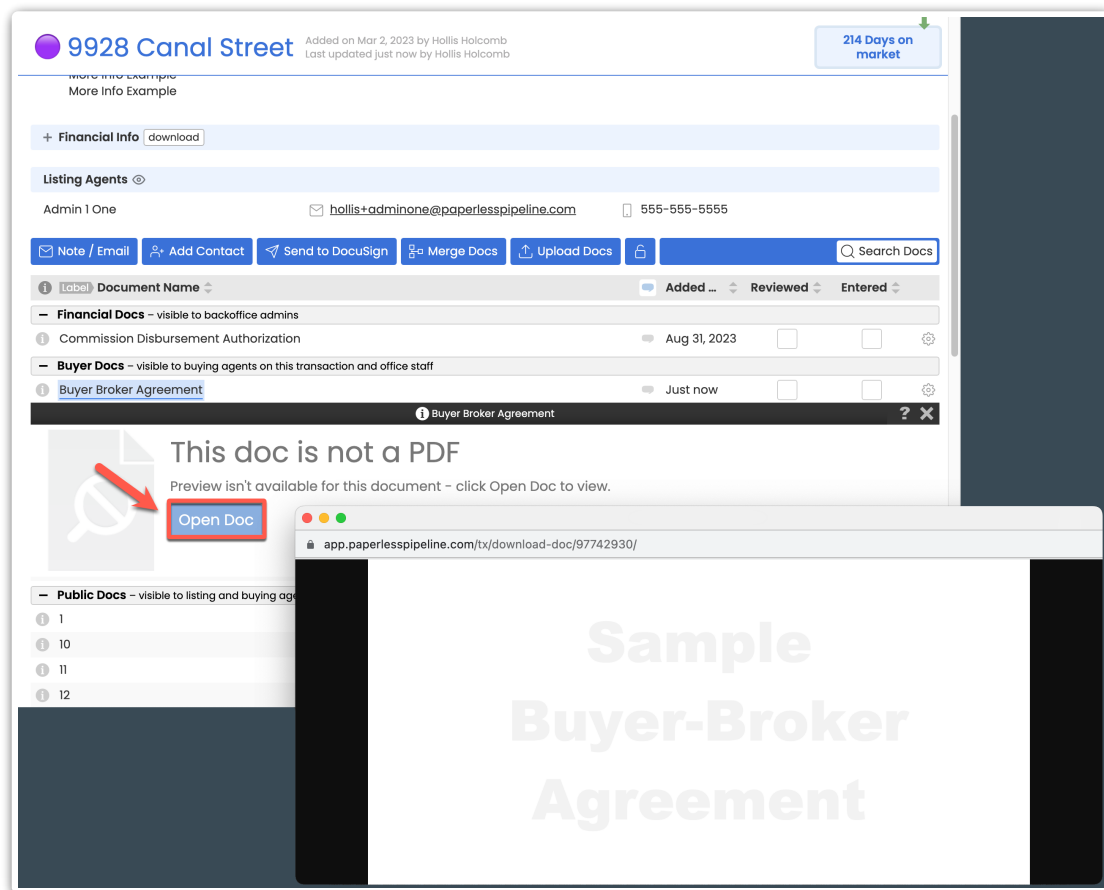 9928 Canal Street
Added on Mar 2, 2023 by Hollis Holcomb
Last updated just now by Hollis Holcomb
214 Days on
market
More Info Example
More Info Example
+ Financial Info download
Listing Agents
Admin 1 One hollis+adminone@paperlesspipeline.com 555-555-5555
Note / Email Add Contact Send to DocuSign Merge Docs Upload Docs Search Docs
Label Document Name Added ... Reviewed Entered
– Financial Docs – visible to backoffice admins
Commission Disbursement Authorization Aug 31, 2023
– Buyer Docs – visible to buying agents on this transaction and office staff
Buyer Broker Agreement Just now
Buyer Broker Agreement ? X
This doc is not a PDF
Preview isn't available for this document - click Open Doc to view.
Open Doc
app.paperlesspipeline.com/tx/download-doc/97742930/
– Public Docs – visible to listing and buying age
1
10
11
12
Sample
Buyer-Broker
Agreement